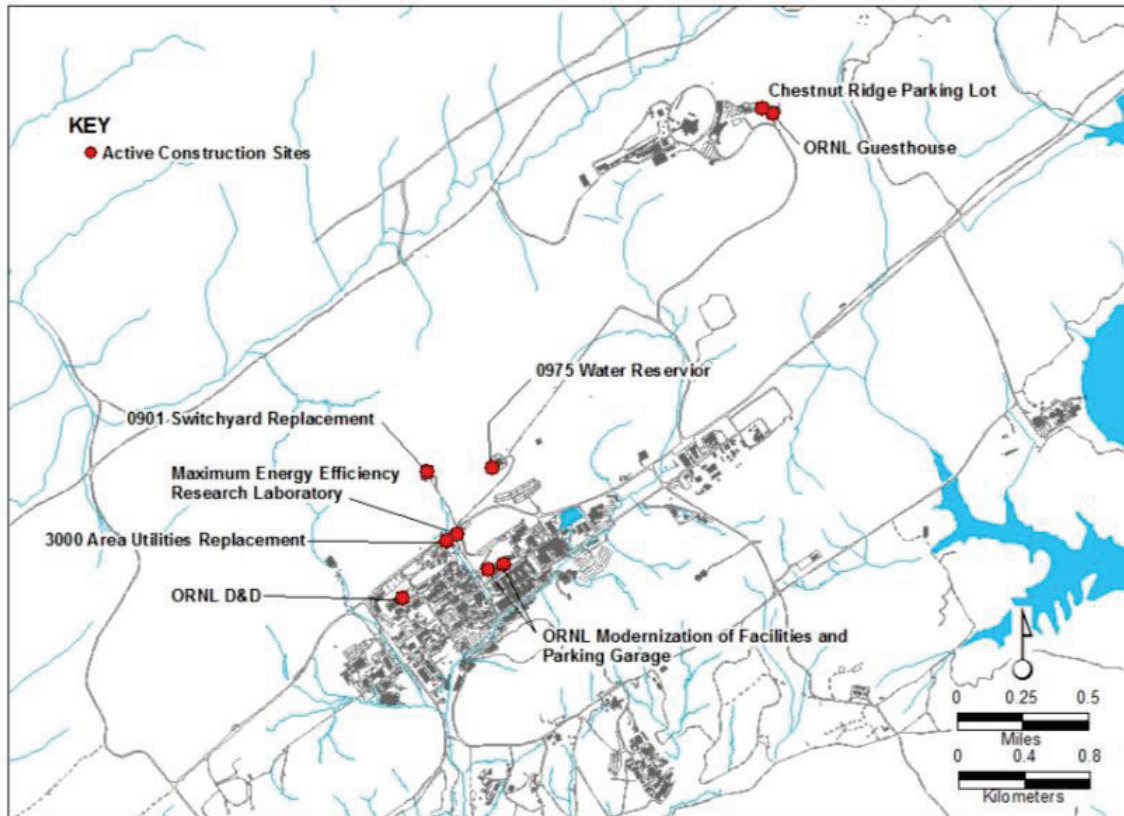 Chestnut Ridge Parking Lot
KEY
Active Construction Sites
ORNL Guesthouse
0975 Water Reservior
0901 Switchyard Replacement
Maximum Energy Efficiency
Research Laboratory
3000 Area Utilities Replacement
ORNL D&D
ORNL Modernization of Facilities and
Parking Garage
0 0.25 0.5
Miles
0 0.4 0.8
Kilometers